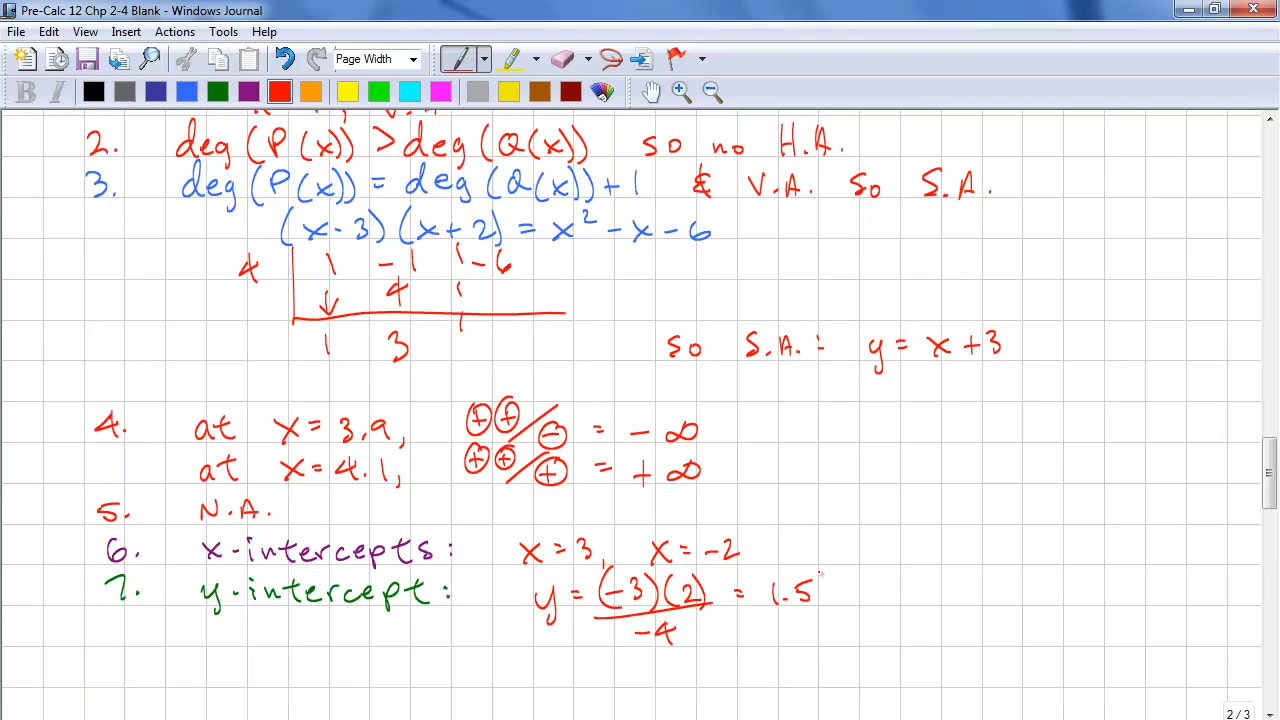 Pre-Calc 12 Chp 2-4 Blank - Windows Journal
File Edit View Insert Actions Tools Help
Page Width
B I
2. deg (P(x)) > deg (Q(x)) so no H.A.
3. deg (P(x)) = deg (Q(x)) + 1 & V.A. so S.A.
(x-3)(x+2) = x² - x - 6
4 1 -1 -6
4
1 3
so S.A.: y = x + 3
4. at x = 3.9, ⊕⊕/⊖ = - ∞
at x = 4.1, ⊕⊕/⊕ = + ∞
5. N.A.
6. x-intercepts: x = 3, x = -2
7. y-intercept: y = (-3)(2) = 1.5
-4
2 / 3